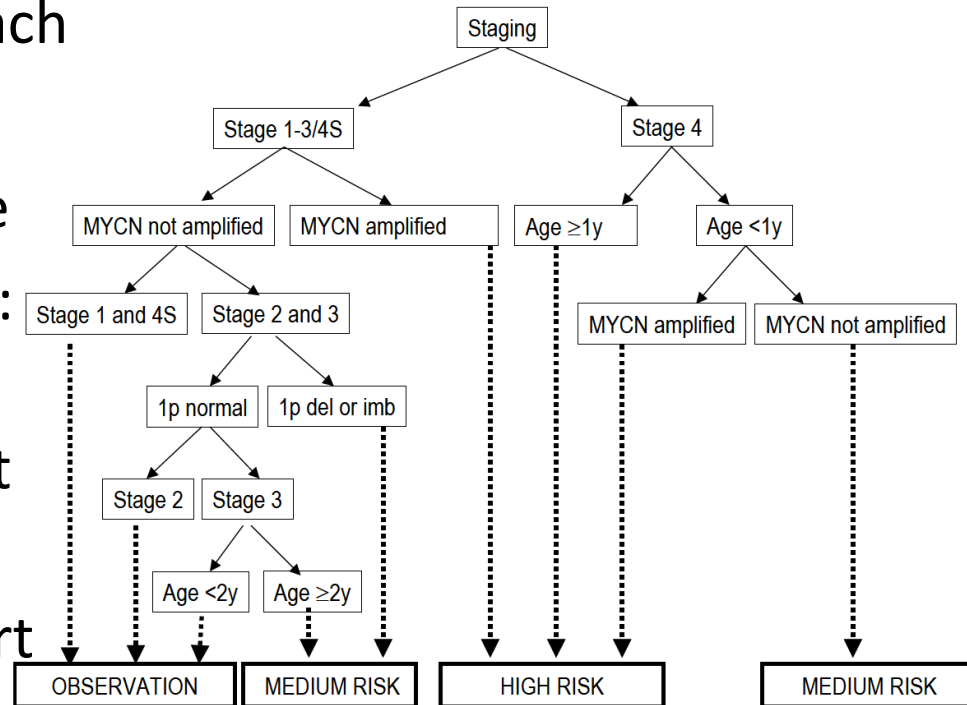 Staging
Stage 1-3/4S
Stage 4
MYCN not amplified
MYCN amplified
Age ≥1y
Age <1y
:
Stage 1 and 4S
Stage 2 and 3
MYCN amplified
MYCN not amplified
1p normal
1p del or imb
Stage 2
Stage 3
Age <2y
Age ≥2y
OBSERVATION
MEDIUM RISK
HIGH RISK
MEDIUM RISK